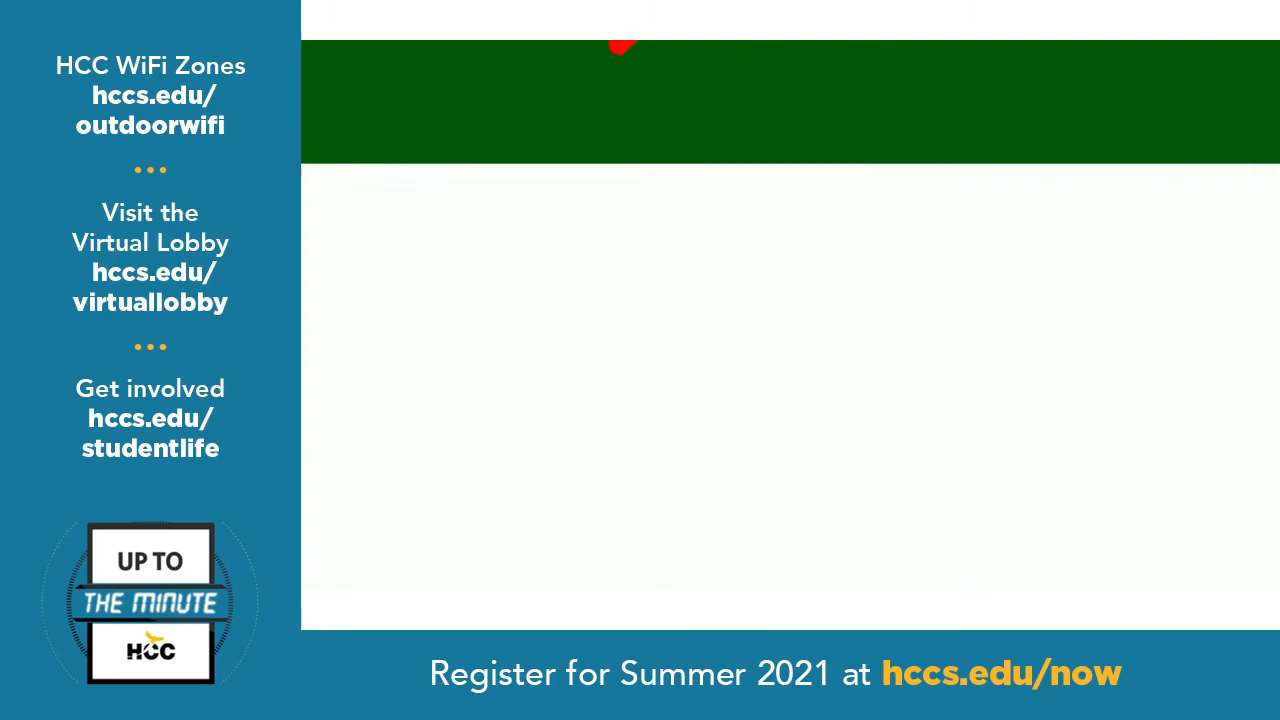 HCC WiFi Zones
hccs.edu/
outdoorwifi
Visit the
Virtual Lobby
hccs.edu/
virtuallobby
Get involved
hccs.edu/
studentlife
UP TO
THE MINUTE
HCC
Register for Summer 2021 at hccs.edu/now